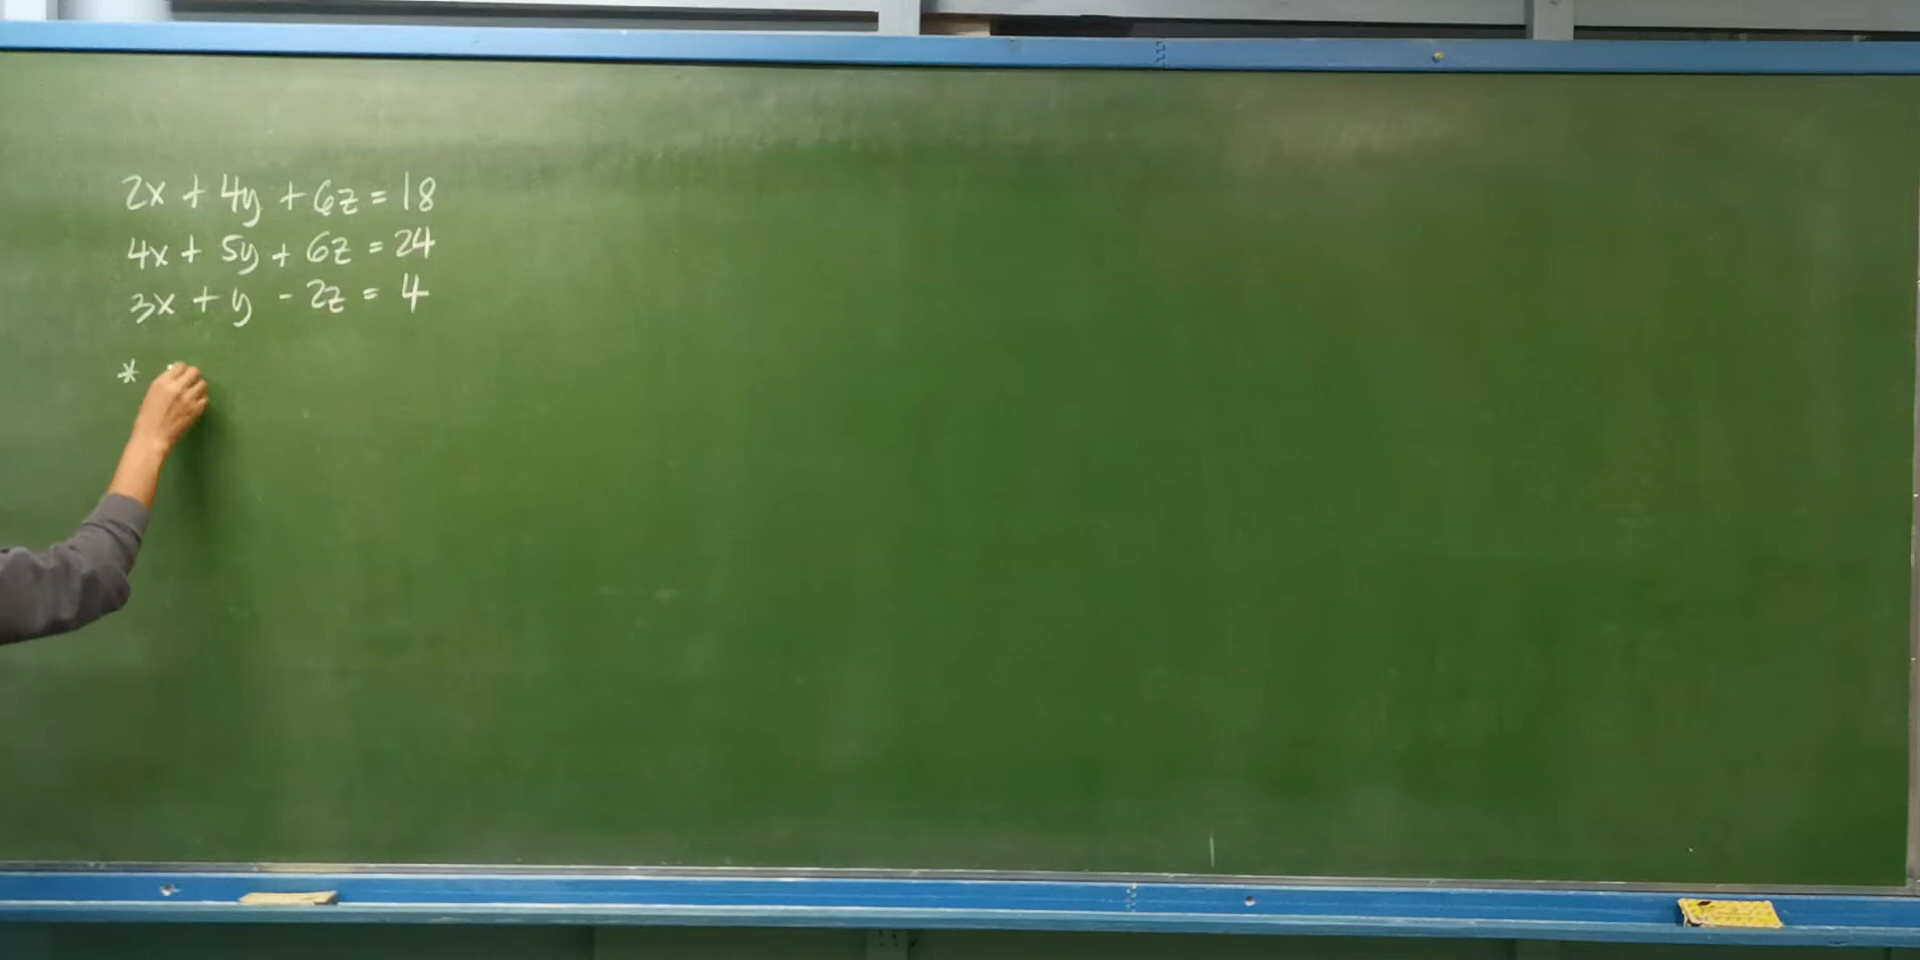 2x + 4y + 6z = 18
4x + 5y + 6z = 24
3x + y - 2z = 4
*